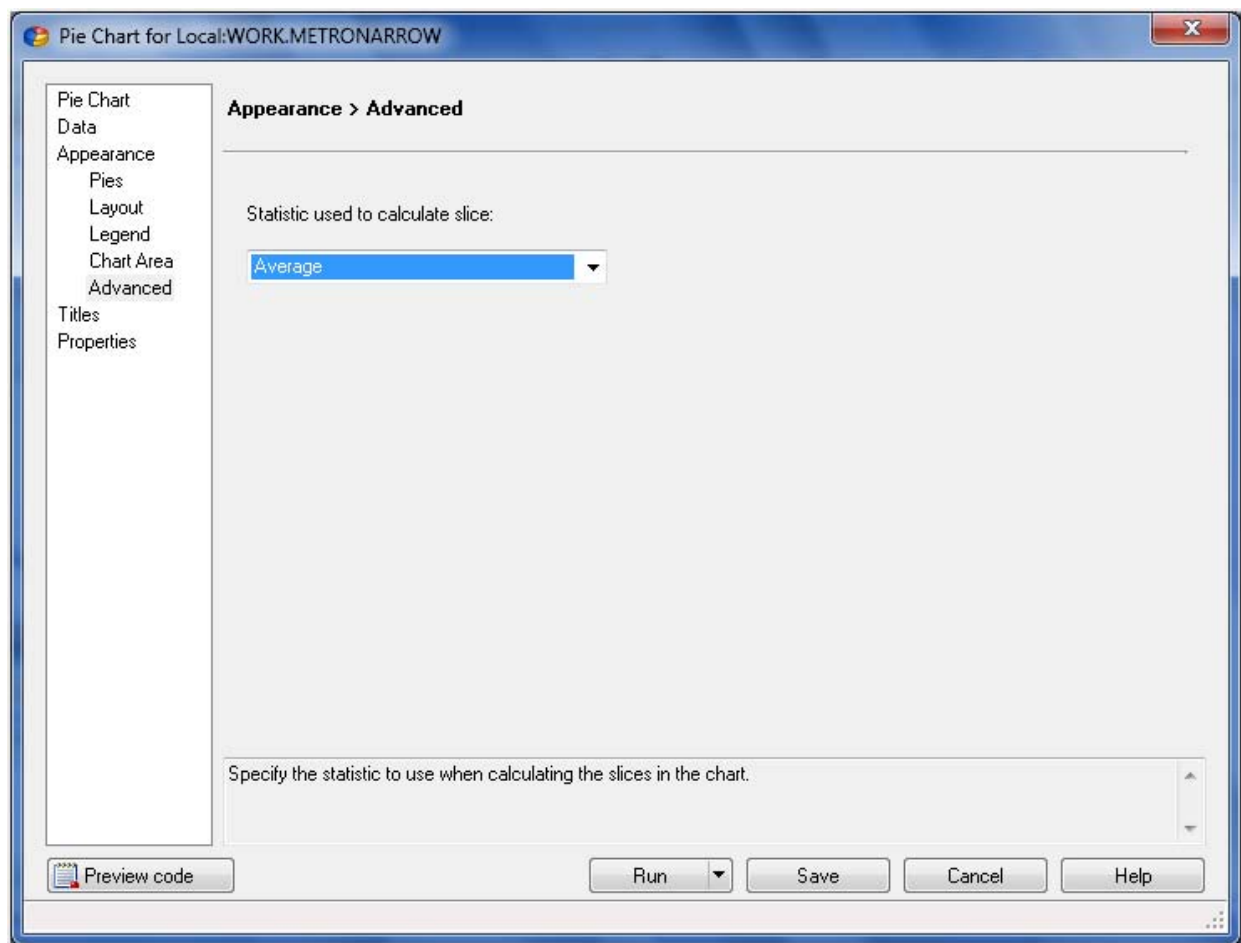 Pie Chart for Local:WORK.METRONARROW
Pie Chart
Data
Appearance
Pies
Layout
Legend
Chart Area
Advanced
Titles
Properties
Appearance > Advanced
Statistic used to calculate slice:
Average
Specify the statistic to use when calculating the slices in the chart.
Preview code
Run
Save
Cancel
Help